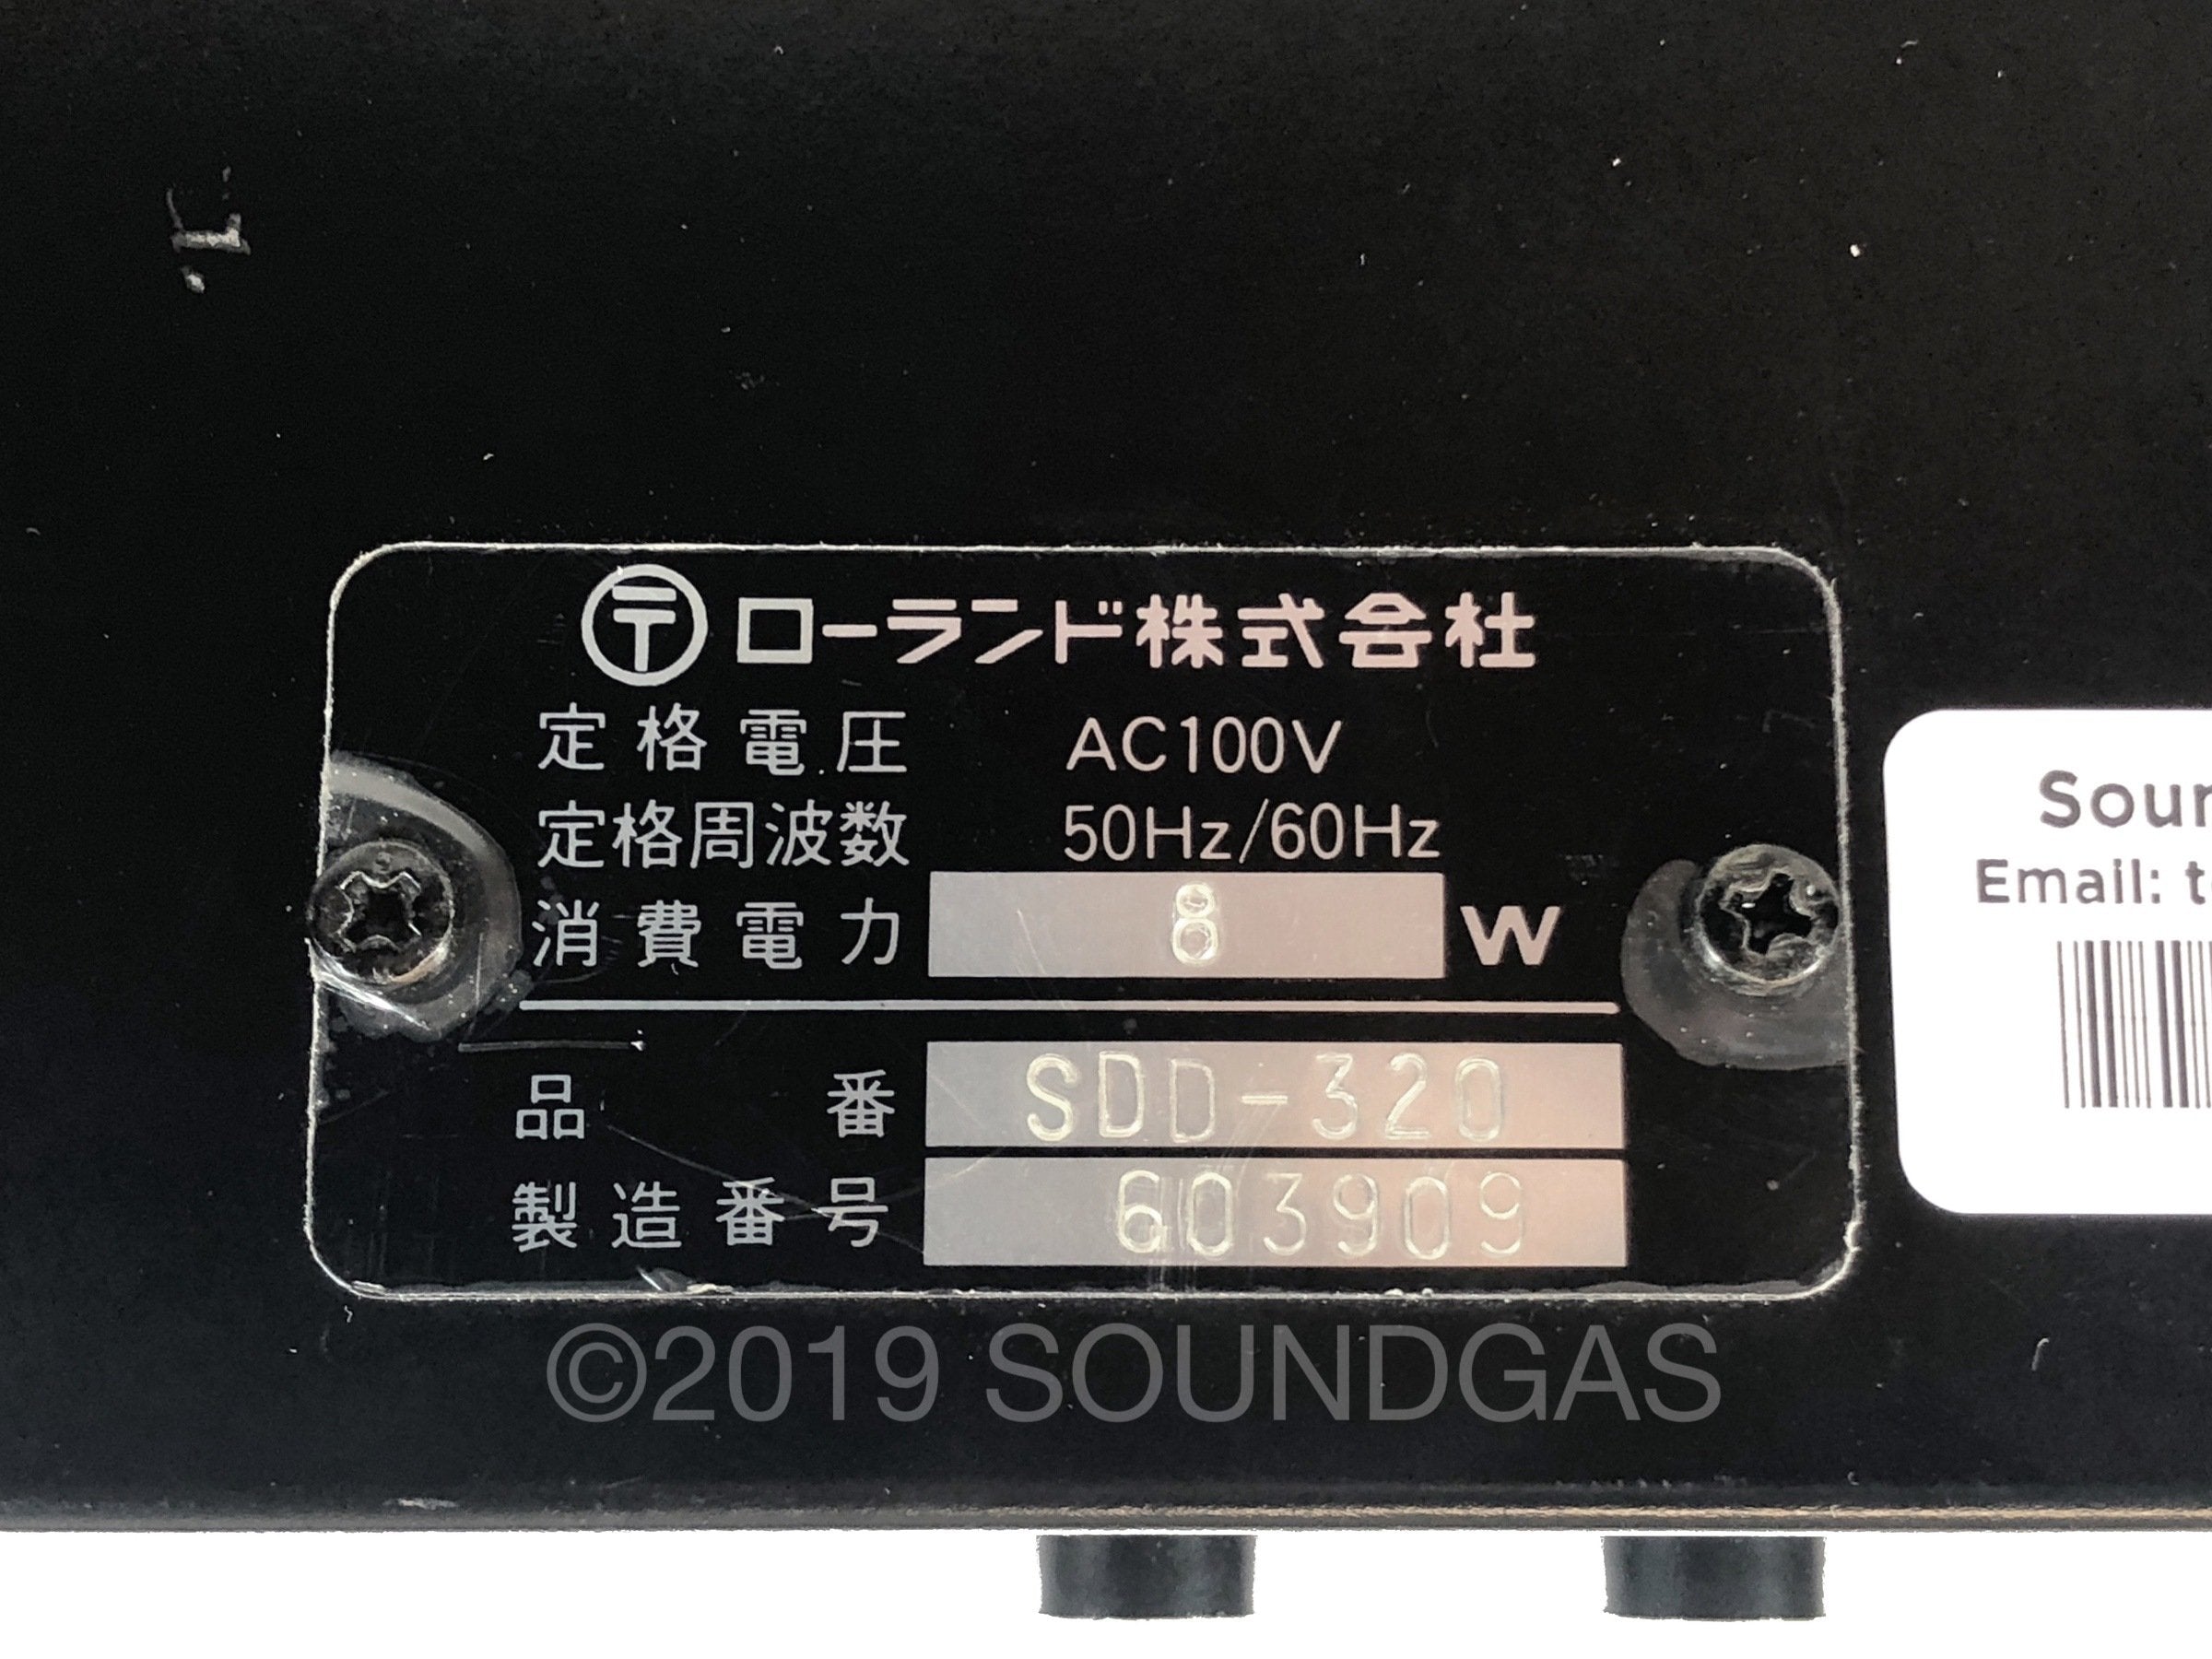 〒 ローランド株式会社
定格電圧 AC100V
定格周波数 50Hz/60Hz
消費電力 8 W
品番 SDD-320
製造番号 603909
Soun
Email: t
©2019 SOUNDGAS